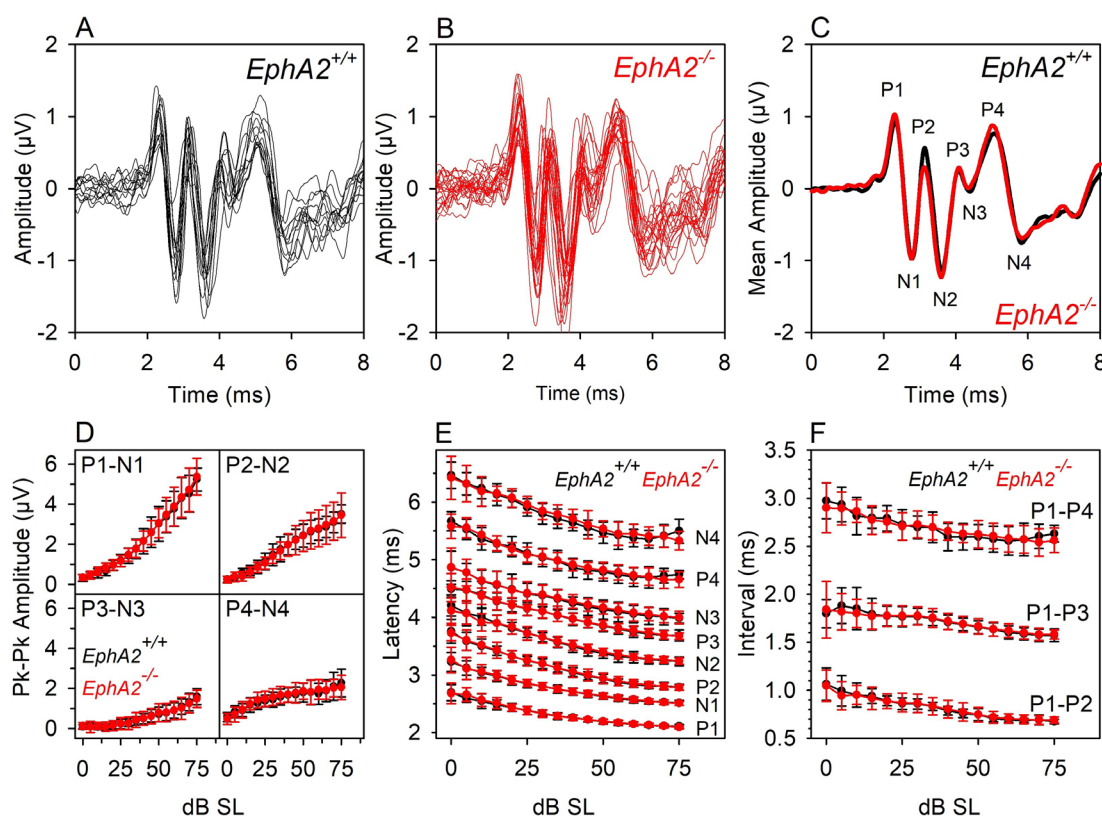 A
EphA2+/+
Amplitude (µV)
2
1
0
-1
-2
0 2 4 6 8
Time (ms)
B
EphA2-/-
Amplitude (µV)
2
1
0
-1
-2
0 2 4 6 8
Time (ms)
C
EphA2+/+
Mean Amplitude (µV)
2
1
0
-1
-2
P1
P2
P3
P4
N1
N2
N3
N4
EphA2-/-
0 2 4 6 8
Time (ms)
D
Pk-Pk Amplitude (µV)
P1-N1
P2-N2
6
4
2
0
P3-N3
P4-N4
EphA2+/+
EphA2-/-
6
4
2
0
0 25 50 75 0 25 50 75
dB SL
E
EphA2+/+ EphA2-/-
Latency (ms)
7
6
5
4
3
2
N4
P4
N3
P3
N2
P2
N1
P1
0 25 50 75
dB SL
F
EphA2+/+ EphA2-/-
Interval (ms)
3.5
3.0
2.5
2.0
1.5
1.0
0.5
P1-P4
P1-P3
P1-P2
0 25 50 75
dB SL